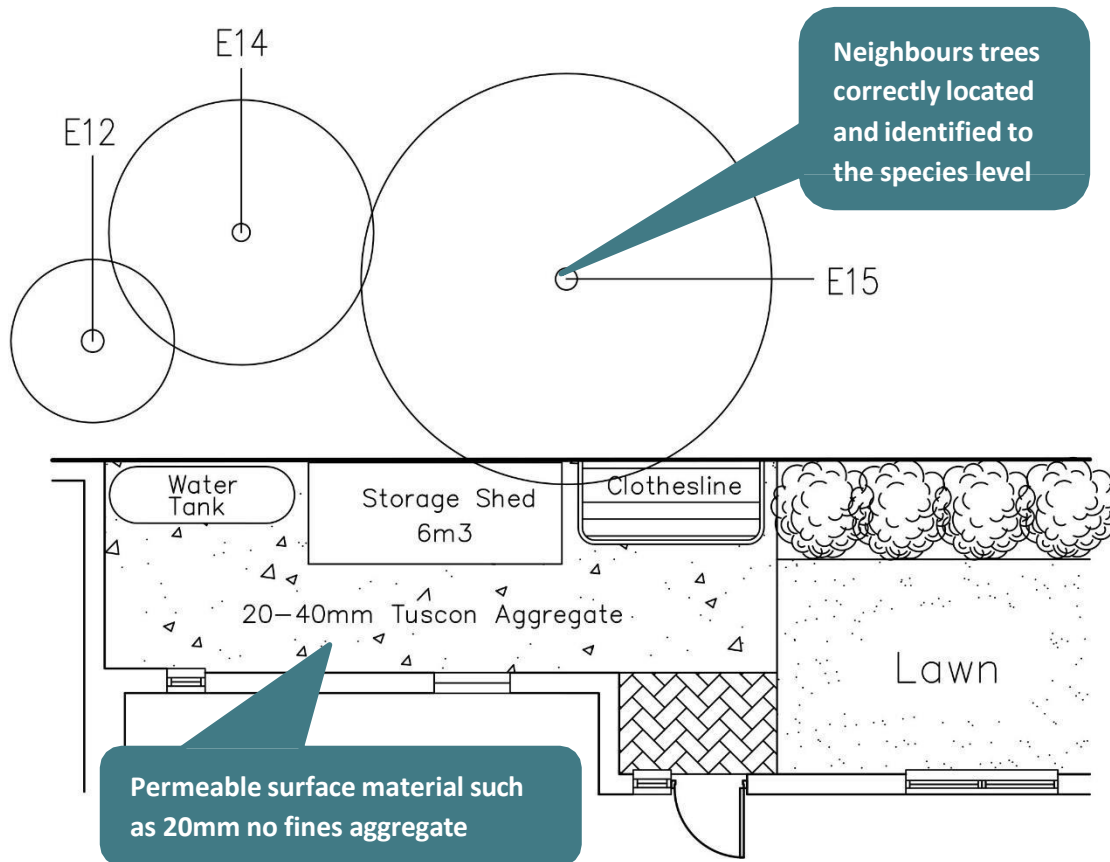 E14
E12
Neighbours trees
correctly located
and identified to
the species level
E15
Water
Tank
Storage Shed
6m3
Clothesline
20-40mm Tuscon Aggregate
Lawn
Permeable surface material such
as 20mm no fines aggregate